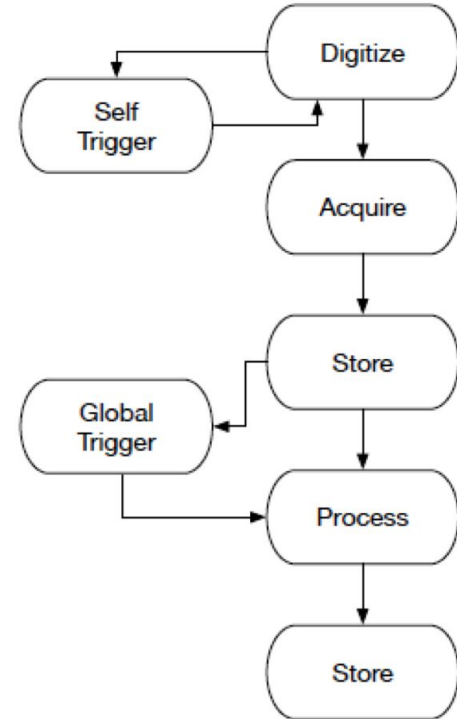 Digitize
Self
Trigger
Acquire
Store
Global
Trigger
Process
Store